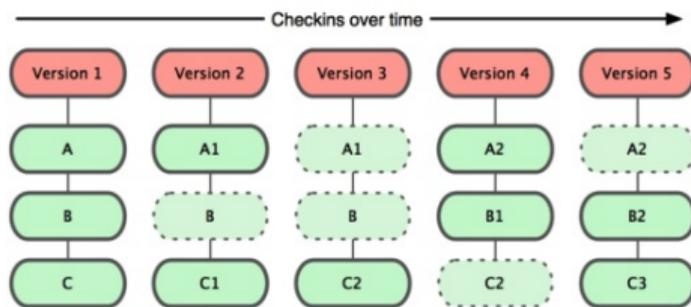 Checkins over time
Version 1 Version 2 Version 3 Version 4 Version 5
A A1 A1 A2 A2
B B B B1 B2
C C1 C2 C2 C3